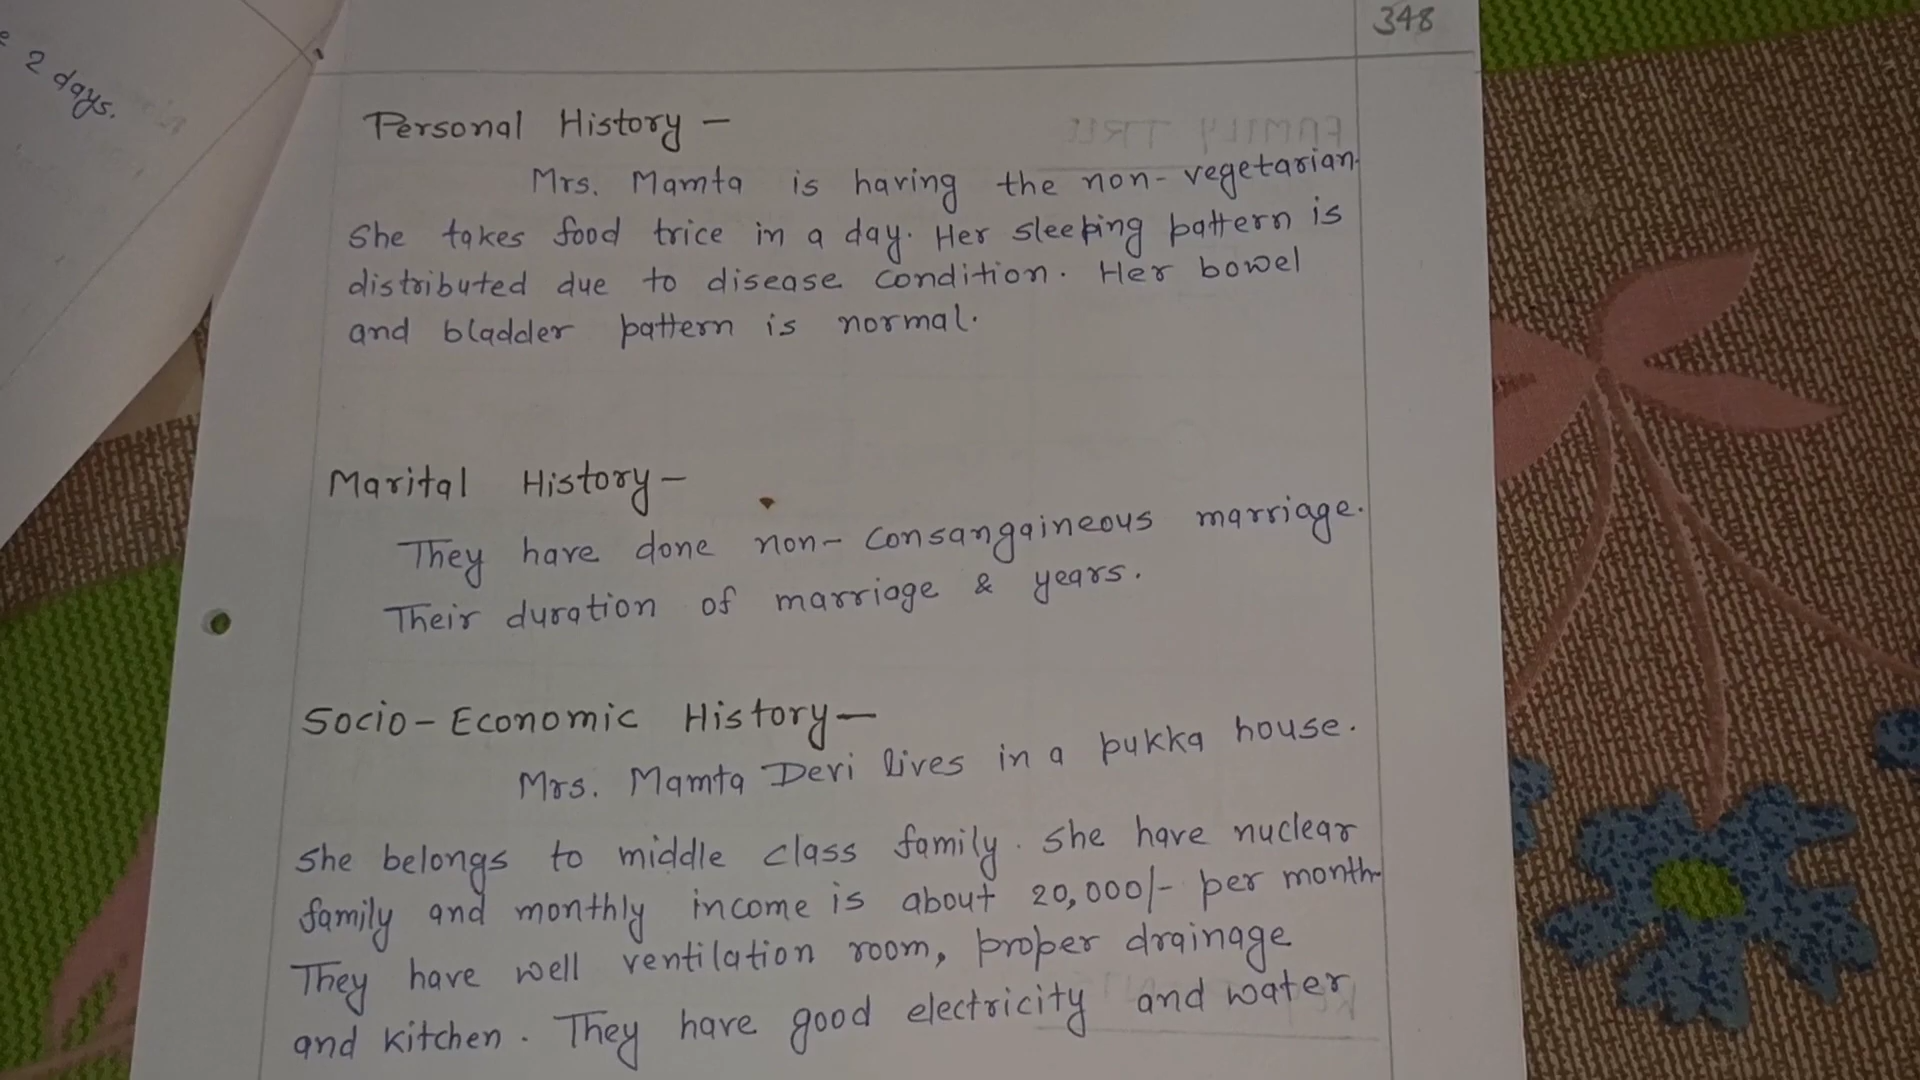 348
2 days.
Personal History -
Mrs. Mamta is having the non-vegetarian
She takes food trice in a day. Her sleeping pattern is
distributed due to disease condition. Her bowel
and bladder pattern is normal.
Marital History -
They have done non-consangaineous marriage.
Their duration of marriage & years.
Socio-Economic History-
Mrs. Mamta Devi lives in a pukka house.
She belongs to middle class family. She have nuclear
family and monthly income is about 20,000/- per month
They have well ventilation room, proper drainage
and kitchen. They have good electricity and water